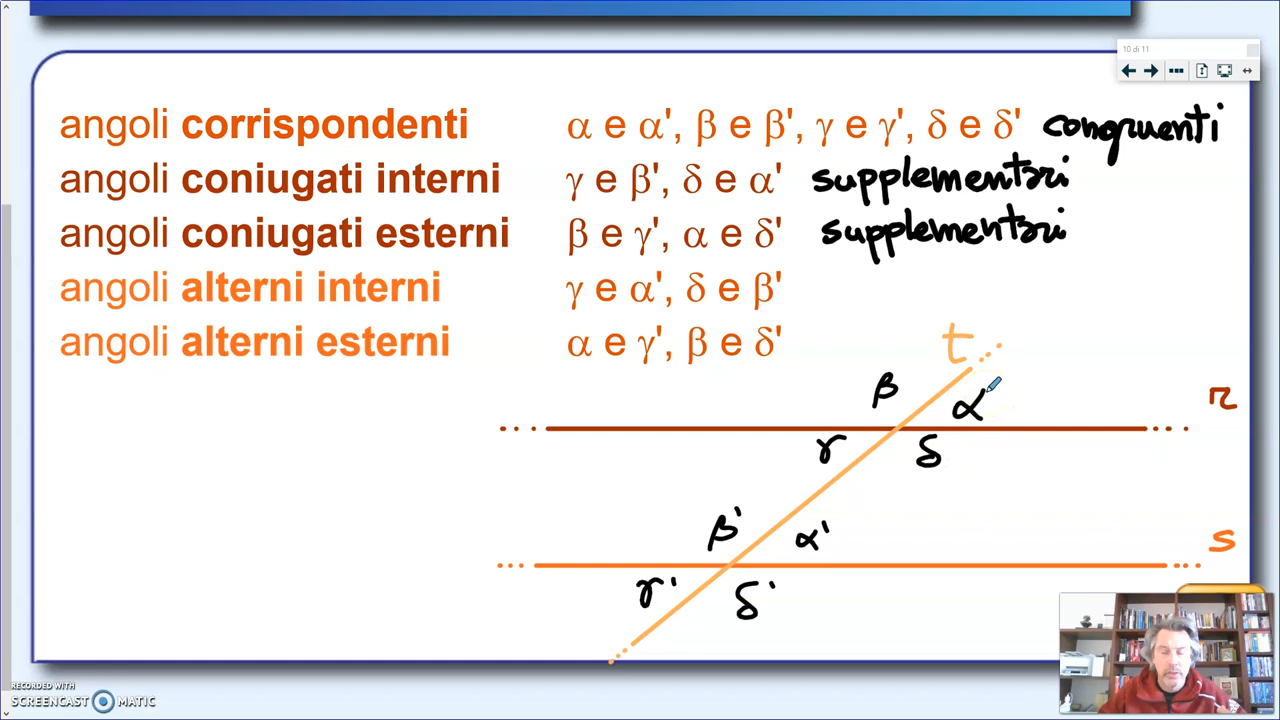 10 di 11
angoli corrispondenti α e α', β e β', γ e γ', δ e δ' congruenti
angoli coniugati interni γ e β', δ e α' supplementari
angoli coniugati esterni β e γ', α e δ' supplementari
angoli alterni interni γ e α', δ e β'
angoli alterni esterni α e γ', β e δ'
t
β α r
γ δ
β' α' s
γ' δ'
RECORDED WITH
SCREENCAST MATIC